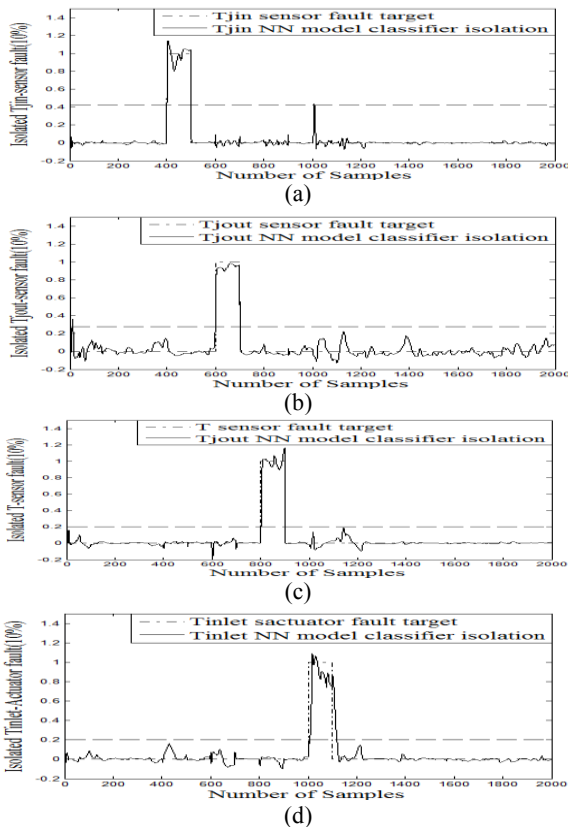 Tjin sensor fault target
Tjin NN model classifier isolation
Isolated Tjin-sensor fault(10%)
1.4
1.2
1
0.8
0.6
0.4
0.2
0
-0.2
0 200 400 600 800 1000 1200 1400 1600 1800 2000
Number of Samples
(a)
Tjout sensor fault target
Tjout NN model classifier isolation
Isolated Tjout-sensor fault(10%)
1.4
1.2
1
0.8
0.6
0.4
0.2
0
-0.2
0 200 400 600 800 1000 1200 1400 1600 1800 2000
Number of Samples
(b)
T sensor fault target
Tjout NN model classifier isolation
Isolated T-sensor fault(10%)
1.4
1.2
1
0.8
0.6
0.4
0.2
0
-0.2
0 200 400 600 800 1000 1200 1400 1600 1800 2000
Number of Samples
(c)
Tinlet sactuator fault target
Tinlet NN model classifier isolation
Isolated Tinlet-Actuator fault(10%)
1.4
1.2
1
0.8
0.6
0.4
0.2
0
-0.2
0 200 400 600 800 1000 1200 1400 1600 1800 2000
Number of Samples
(d)